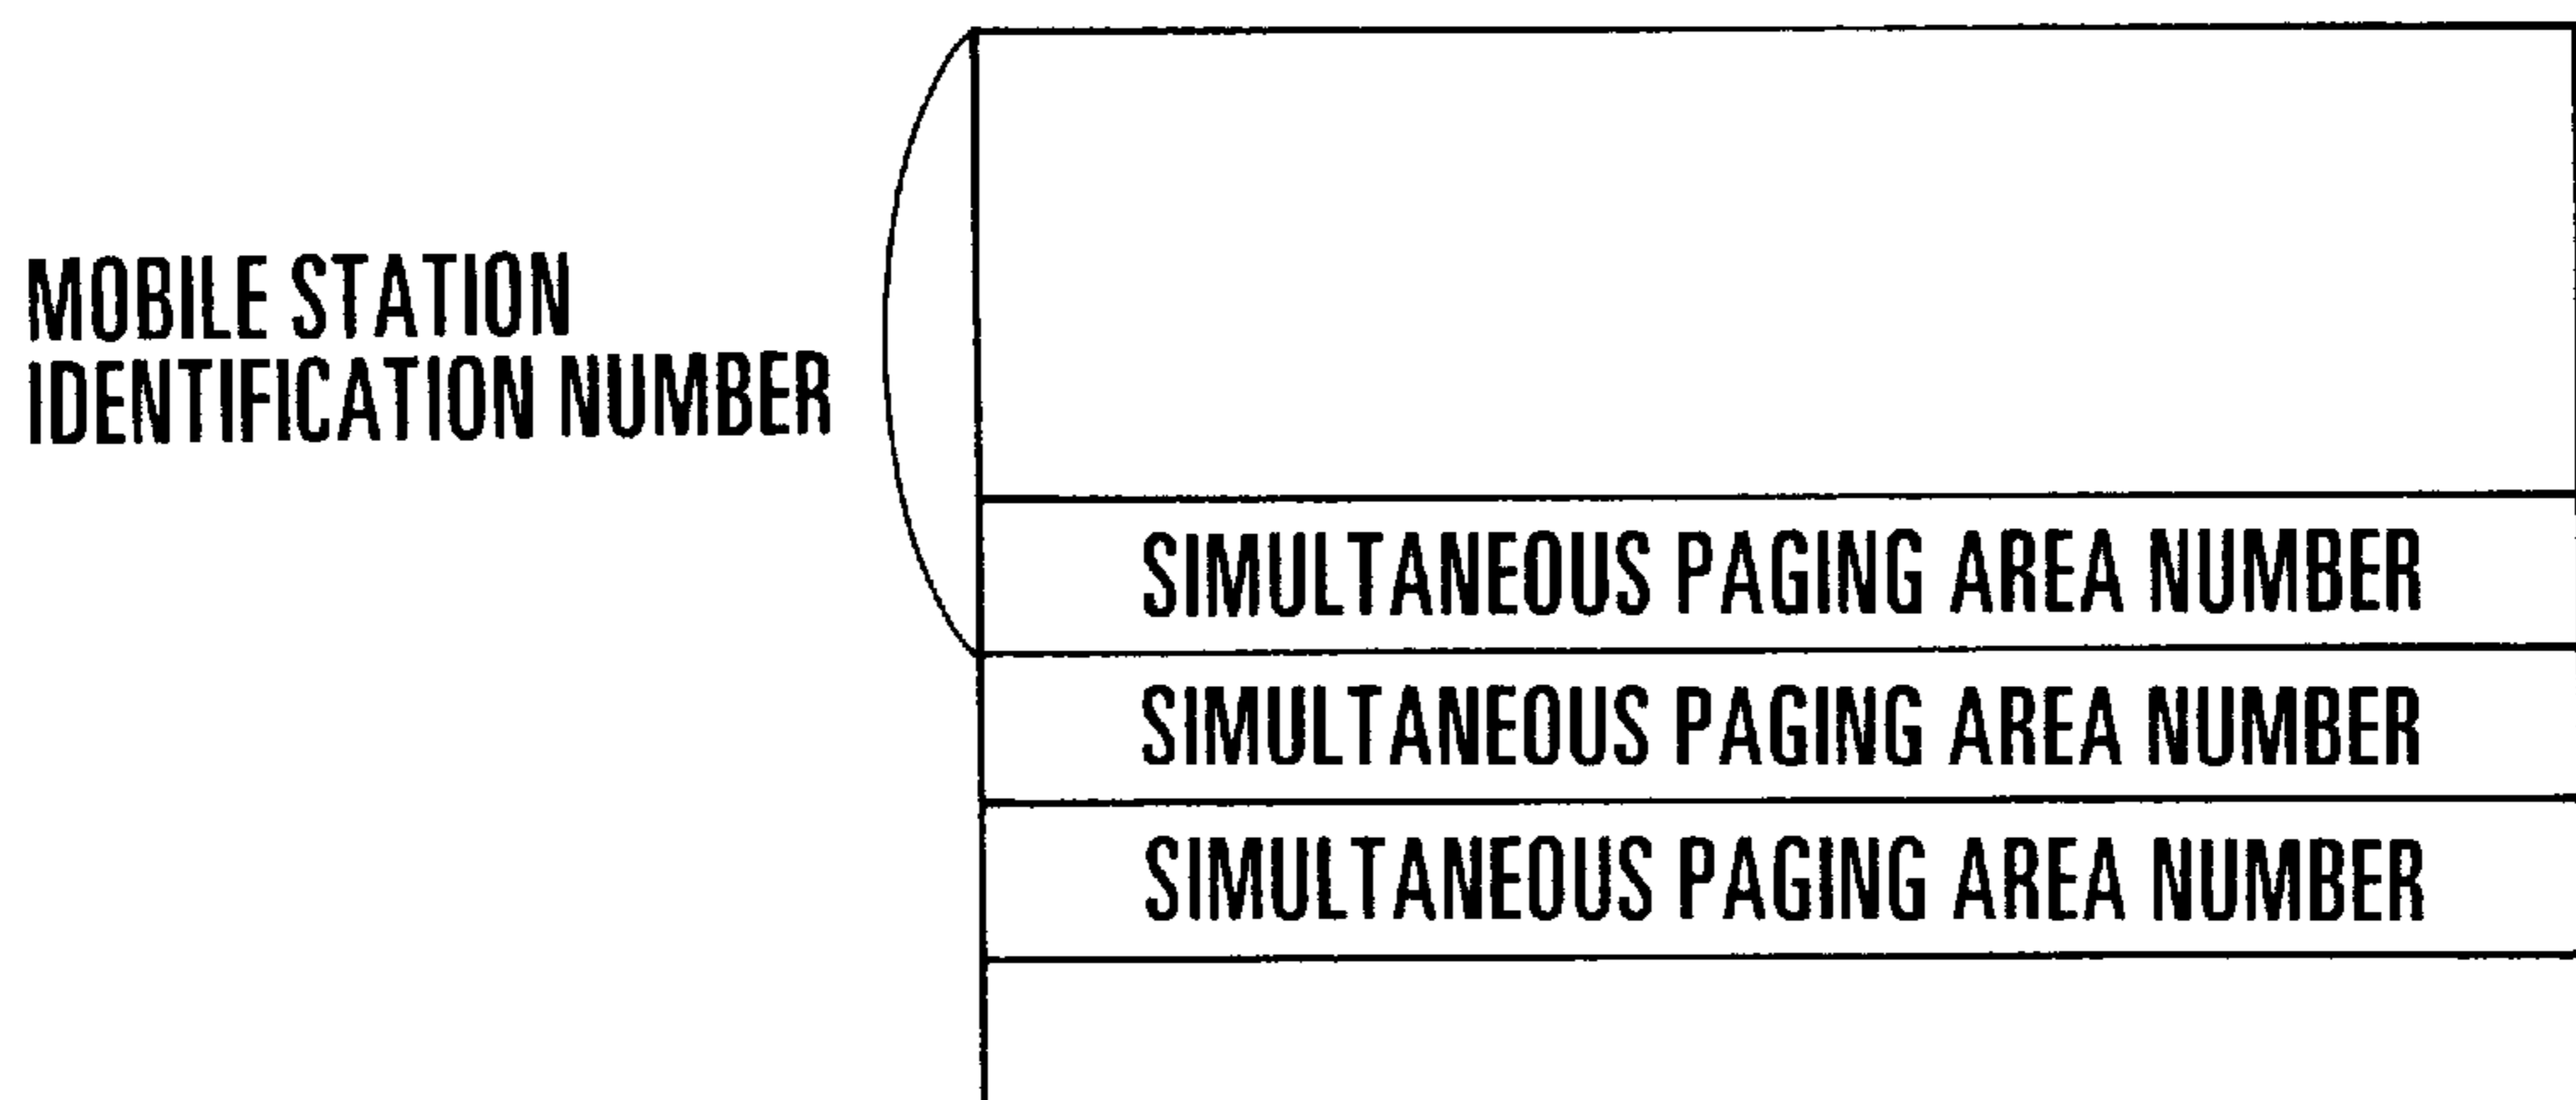 MOBILE STATION
IDENTIFICATION NUMBER
SIMULTANEOUS PAGING AREA NUMBER
SIMULTANEOUS PAGING AREA NUMBER
SIMULTANEOUS PAGING AREA NUMBER